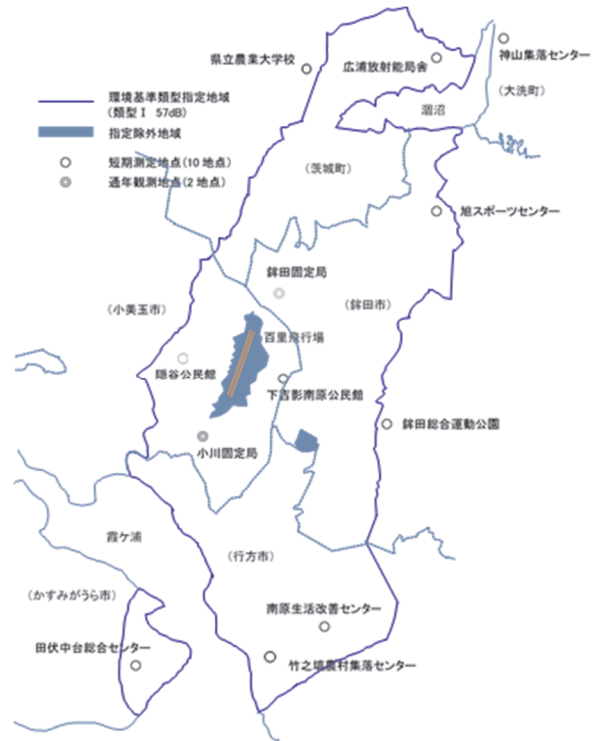 神山集落センター
県立農業大学校
広浦放射能局舎
(大洗町)
環境基準類型指定地域
(類型Ⅰ 57dB)
涸沼
指定除外地域
短期測定地点(10地点)
通年観測地点(2地点)
(茨城町)
旭スポーツセンター
鉾田固定局
(小美玉市)
(鉾田市)
百里飛行場
隠谷公民館
下吉影南原公民館
鉾田総合運動公園
小川固定局
霞ケ浦
(行方市)
(かすみがうら市)
南原生活改善センター
田伏中台総合センター
竹之塙農村集落センター